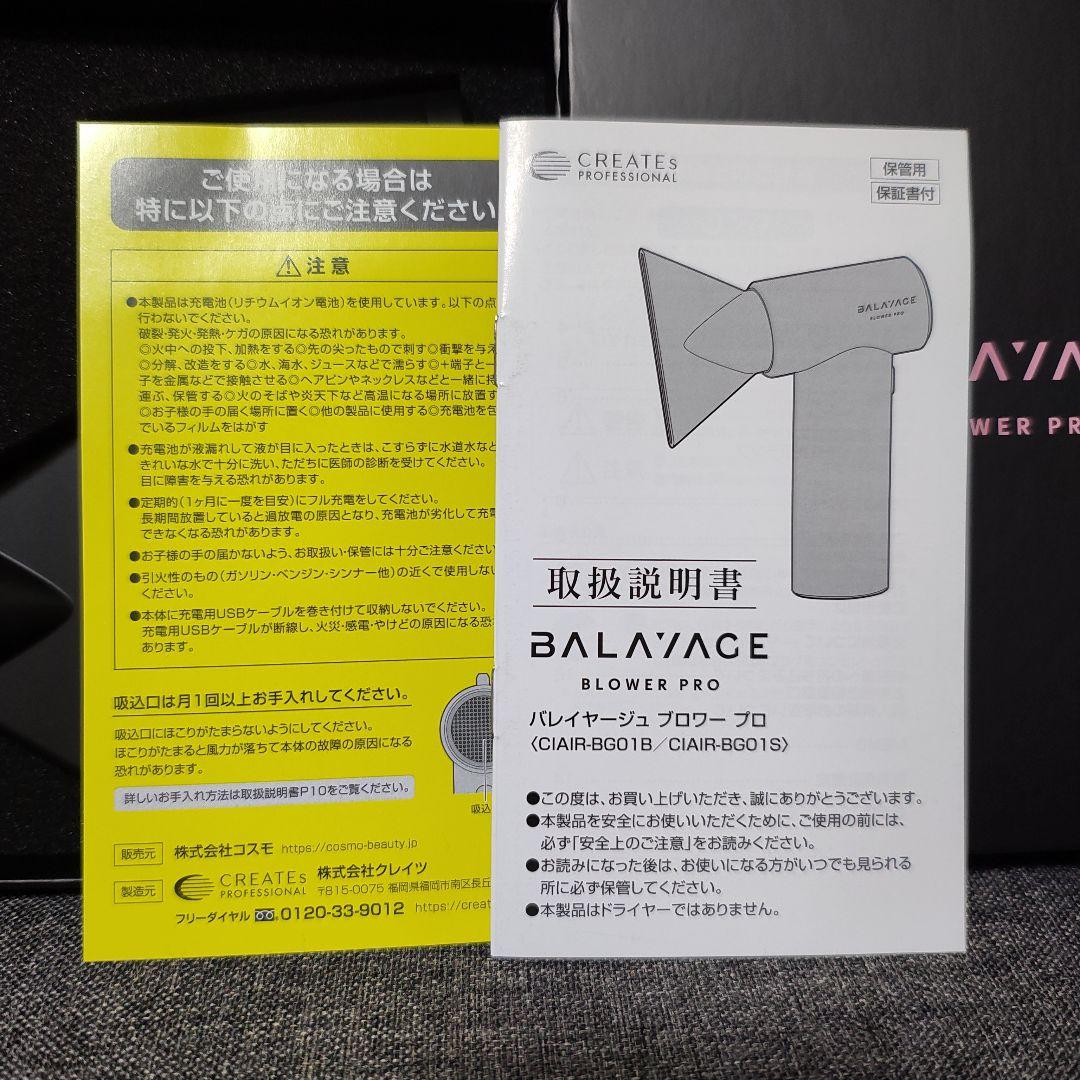 ご使用になる場合は
特に以下の点にご注意ください
注意
●本製品は充電池(リチウムイオン電池)を使用しています。以下の点
行わないでください。
破裂・発火・発熱・ケガの原因になる恐れがあります。
◎火中への投下、加熱をする◎先の尖ったもので刺す◎衝撃を与え
◎分解、改造をする◎水、海水、ジュースなどで濡らす◎+端子と一
子を金属などで接触させる◎ヘアピンやネックレスなどと一緒に持
運ぶ、保管する◎火のそばや炎天下など高温になる場所に放置す
◎お子様の手の届く場所に置く◎他の製品に使用する◎充電池を包
でいるフィルムをはがす
●充電池が液漏れして液が目に入ったときは、こすらずに水道水など
きれいな水で十分に洗い、ただちに医師の診断を受けてください。
目に障害を与える恐れがあります。
●定期的(1ヶ月に一度を目安)にフル充電をしてください。
長期間放置していると過放電の原因となり、充電池が劣化して充電
できなくなる恐れがあります。
●お子様の手の届かないよう、お取扱い・保管には十分ご注意ください
●引火性のもの(ガソリン・ベンジン・シンナー他)の近くで使用しない
ください。
●本体に充電用USBケーブルを巻き付けて収納しないでください。
充電用USBケーブルが断線し、火災・感電・やけどの原因になる恐
あります。
吸込口は月1回以上お手入れしてください。
吸込口にほこりがたまらないようにしてください。
ほこりがたまると風力が落ちて本体の故障の原因になる
恐れがあります。
詳しいお手入れ方法は取扱説明書P10をご覧ください。
吸込
販売元 株式会社コスモ https://cosmo-beauty.jp
製造元 CREATEs PROFESSIONAL 株式会社クレイツ
〒815-0075 福岡県福岡市南区長丘
フリーダイヤル 0120-33-9012 https://creat
CREATEs
PROFESSIONAL
保管用
保証書付
BALAYAGE
BLOWER PRO
取扱説明書
BALAYAGE
BLOWER PRO
バレイヤージュ ブロワー プロ
〈CIAIR-BG01B/CIAIR-BG01S〉
●この度は、お買い上げいただき、誠にありがとうございます。
●本製品を安全にお使いいただくために、ご使用の前には、
必ず「安全上のご注意」をお読みください。
●お読みになった後は、お使いになる方がいつでも見られる
所に必ず保管してください。
●本製品はドライヤーではありません。
AYA
WER PR